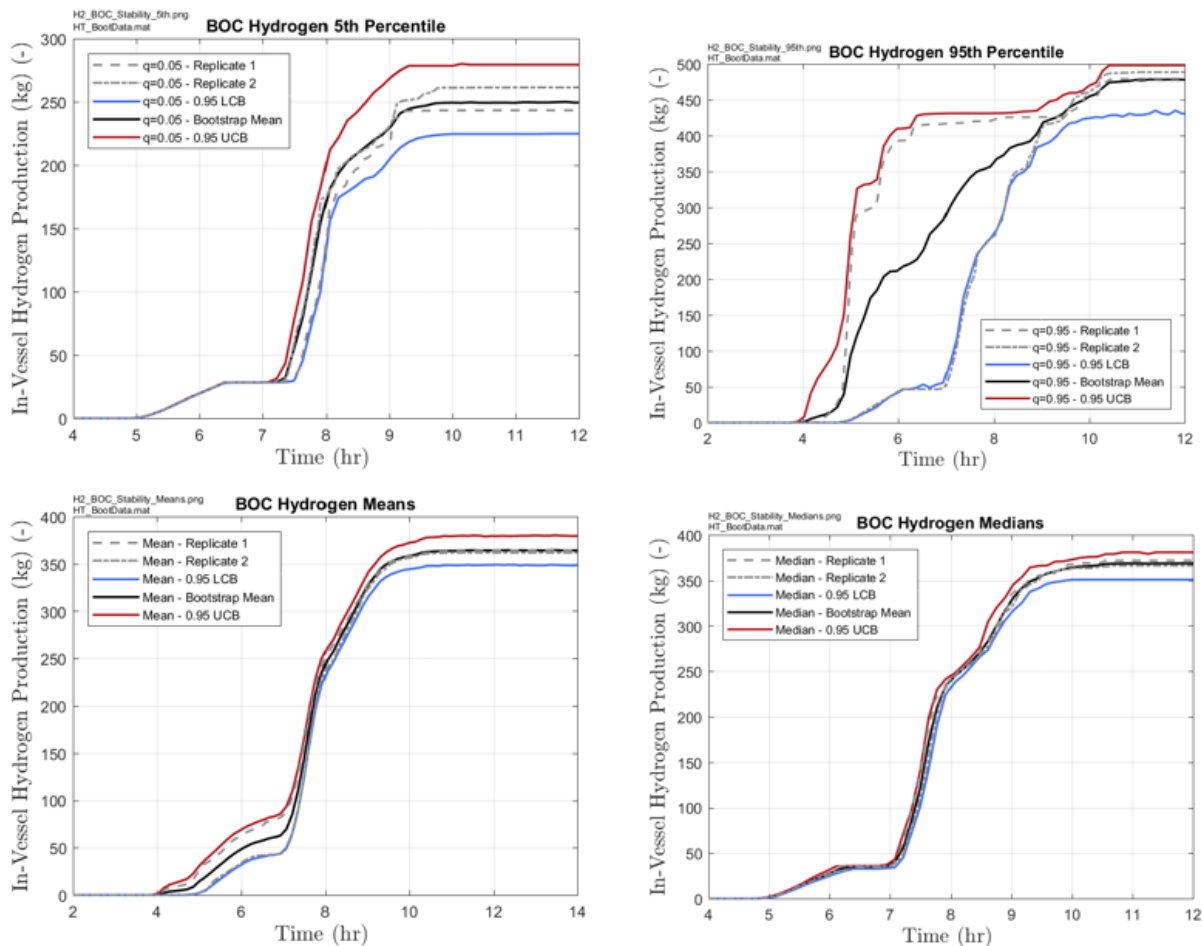 H2_BOC_Stability_5th.png
HT_BootData.mat
BOC Hydrogen 5th Percentile
In-Vessel Hydrogen Production (kg) (-)
300
250
200
150
100
50
0
q=0.05 - Replicate 1
q=0.05 - Replicate 2
q=0.05 - 0.95 LCB
q=0.05 - Bootstrap Mean
q=0.05 - 0.95 UCB
4 5 6 7 8 9 10 11 12
Time (hr)
H2_BOC_Stability_95th.png
HT_BootData.mat
BOC Hydrogen 95th Percentile
In-Vessel Hydrogen Production (kg) (-)
500
450
400
350
300
250
200
150
100
50
0
q=0.95 - Replicate 1
q=0.95 - Replicate 2
q=0.95 - 0.95 LCB
q=0.95 - Bootstrap Mean
q=0.95 - 0.95 UCB
2 4 6 8 10 12
Time (hr)
H2_BOC_Stability_Means.png
HT_BootData.mat
BOC Hydrogen Means
In-Vessel Hydrogen Production (kg) (-)
400
350
300
250
200
150
100
50
0
Mean - Replicate 1
Mean - Replicate 2
Mean - 0.95 LCB
Mean - Bootstrap Mean
Mean - 0.95 UCB
2 4 6 8 10 12 14
Time (hr)
H2_BOC_Stability_Medians.png
HT_BootData.mat
BOC Hydrogen Medians
In-Vessel Hydrogen Production (kg) (-)
400
350
300
250
200
150
100
50
0
Median - Replicate 1
Median - Replicate 2
Median - 0.95 LCB
Median - Bootstrap Mean
Median - 0.95 UCB
4 5 6 7 8 9 10 11 12
Time (hr)